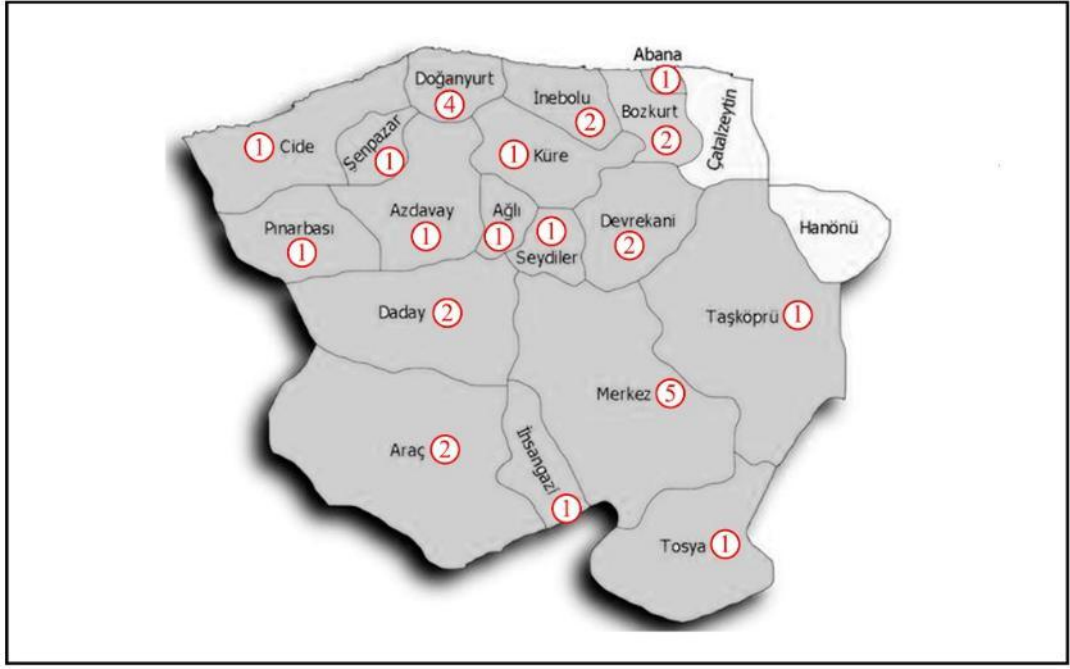 Abana
1
Doğanyurt
4
İnebolu
2
Bozkurt
2
Çatalzeytin
1 Cide
Şenpazar
1
1 Küre
Pınarbası
1
Azdavay
1
Ağlı
1
1
Seydiler
Devrekani
2
Hanönü
Daday 2
Taşköprü 1
Merkez 5
Araç 2
İhsangazi
1
Tosya 1